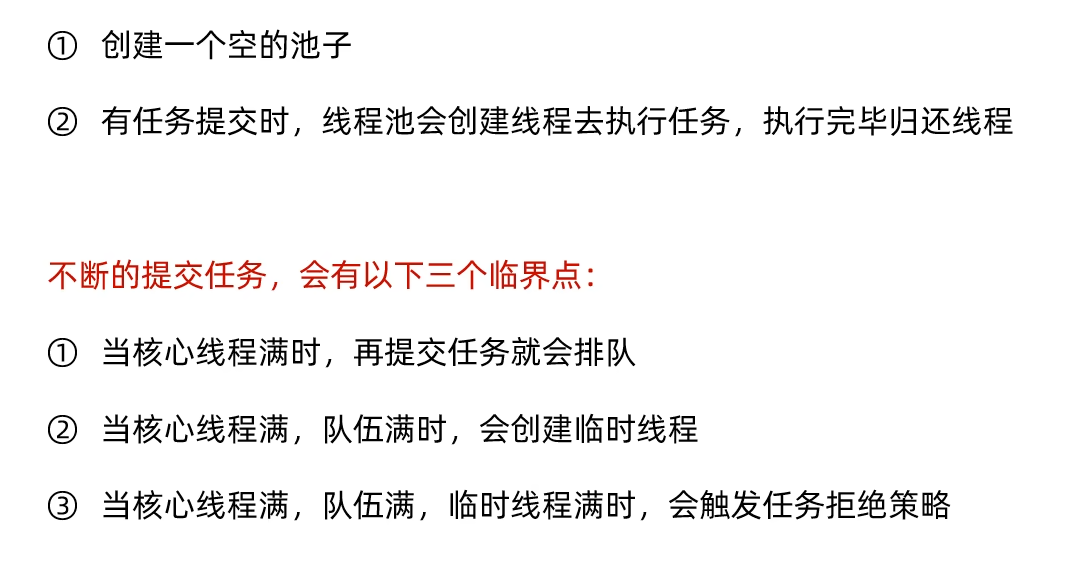 ① 创建一个空的池子
② 有任务提交时，线程池会创建线程去执行任务，执行完毕归还线程
不断的提交任务，会有以下三个临界点：
① 当核心线程满时，再提交任务就会排队
② 当核心线程满，队伍满时，会创建临时线程
③ 当核心线程满，队伍满，临时线程满时，会触发任务拒绝策略